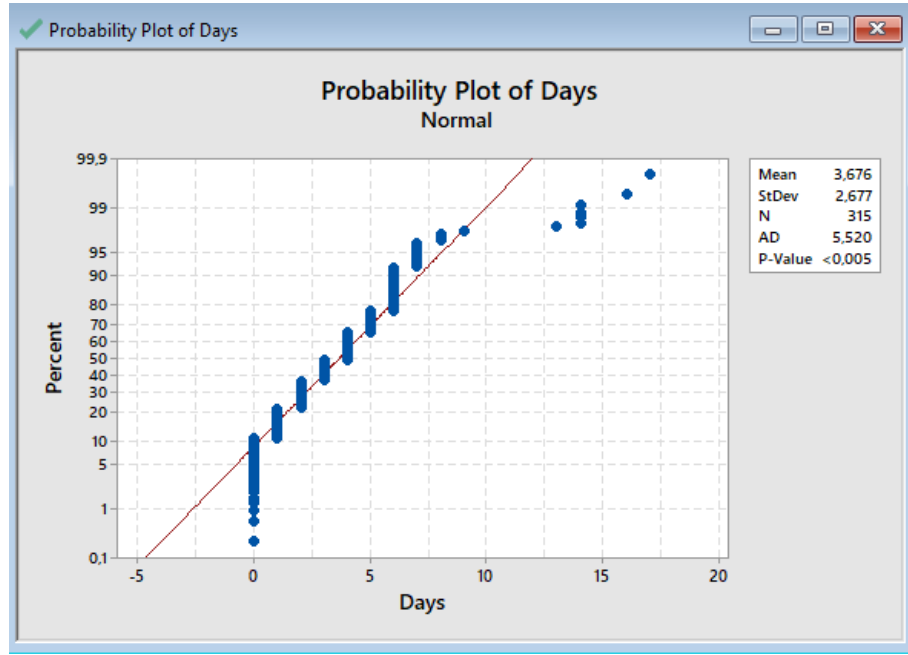 Probability Plot of Days
Probability Plot of Days
Normal
99,9
99
95
90
80
70
60
50
40
30
20
10
5
1
0,1
Percent
-5 0 5 10 15 20
Days
Mean 3,676
StDev 2,677
N 315
AD 5,520
P-Value <0,005